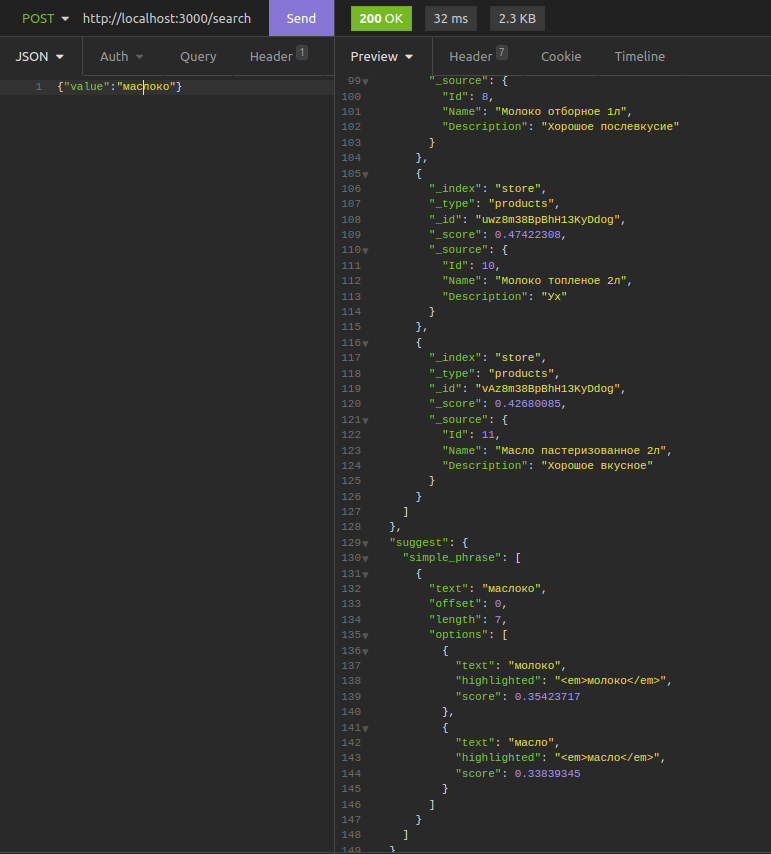 POST http://localhost:3000/search Send 200 OK 32 ms 2.3 KB
JSON Auth Query Header 1 Preview Header 7 Cookie Timeline
1 {"value":"маслоко"}
99 "_source": {
100 "Id": 8,
101 "Name": "Молоко отборное 1л",
102 "Description": "Хорошое послевкусие"
103 }
104 },
105 {
106 "_index": "store",
107 "_type": "products",
108 "_id": "uwz8m38BpBhH13KyDdog",
109 "_score": 0.47422308,
110 "_source": {
111 "Id": 10,
112 "Name": "Молоко топленое 2л",
113 "Description": "Ух"
114 }
115 },
116 {
117 "_index": "store",
118 "_type": "products",
119 "_id": "vAz8m38BpBhH13KyDdog",
120 "_score": 0.42680085,
121 "_source": {
122 "Id": 11,
123 "Name": "Масло пастеризованное 2л",
124 "Description": "Хорошое вкусное"
125 }
126 }
127 ]
128 },
129 "suggest": {
130 "simple_phrase": [
131 {
132 "text": "маслоко",
133 "offset": 0,
134 "length": 7,
135 "options": [
136 {
137 "text": "молоко",
138 "highlighted": "<em>молоко</em>",
139 "score": 0.35423717
140 },
141 {
142 "text": "масло",
143 "highlighted": "<em>масло</em>",
144 "score": 0.33839345
145 }
146 ]
147 }
148 ]
149 }